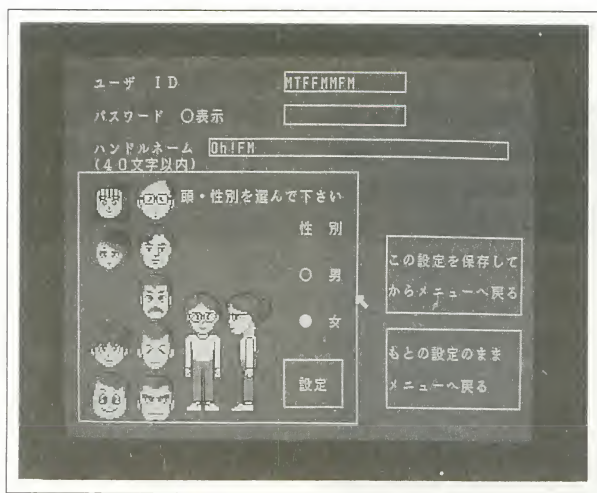 ユーザ ID MTFFMMFM
パスワード ○表示
ハンドルネーム Oh!FM
(40文字以内)
頭・性別を選んで下さい
性 別
○ 男
● 女
設定
この設定を保存して
からメニューへ戻る
もとの設定のまま
メニューへ戻る